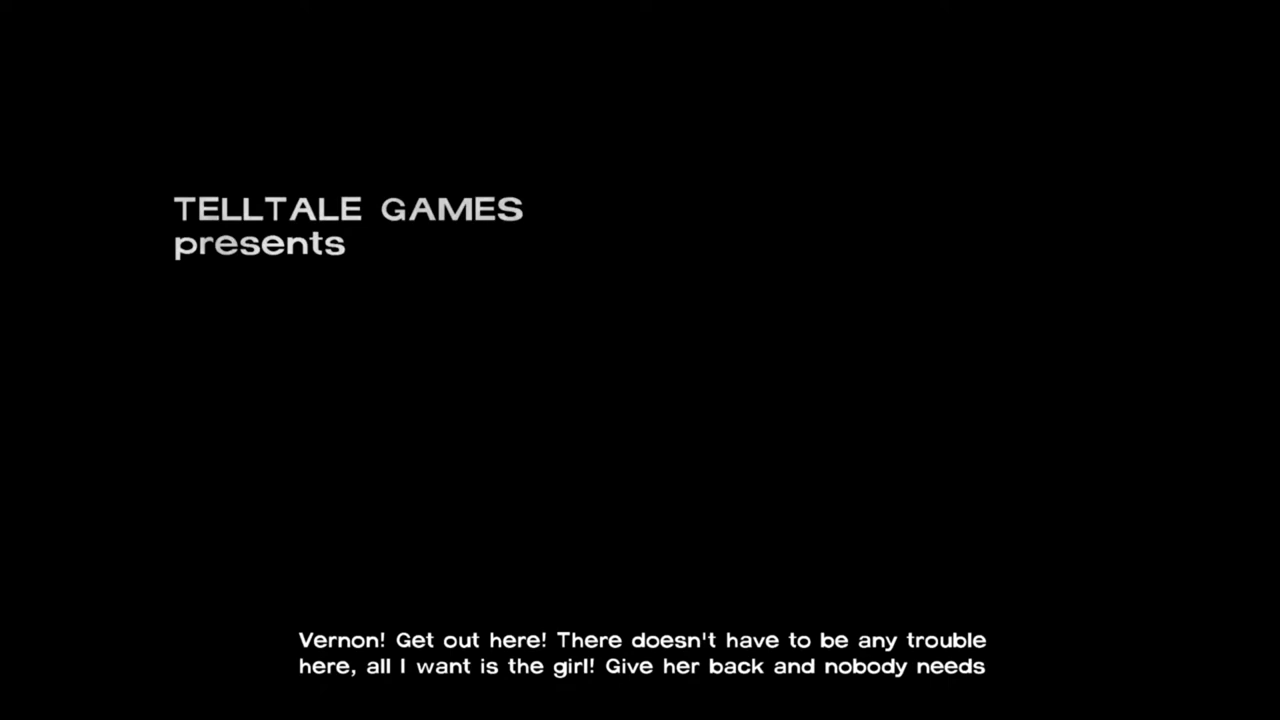 TELLTALE GAMES
presents
Vernon! Get out here! There doesn't have to be any trouble
here, all I want is the girl! Give her back and nobody needs